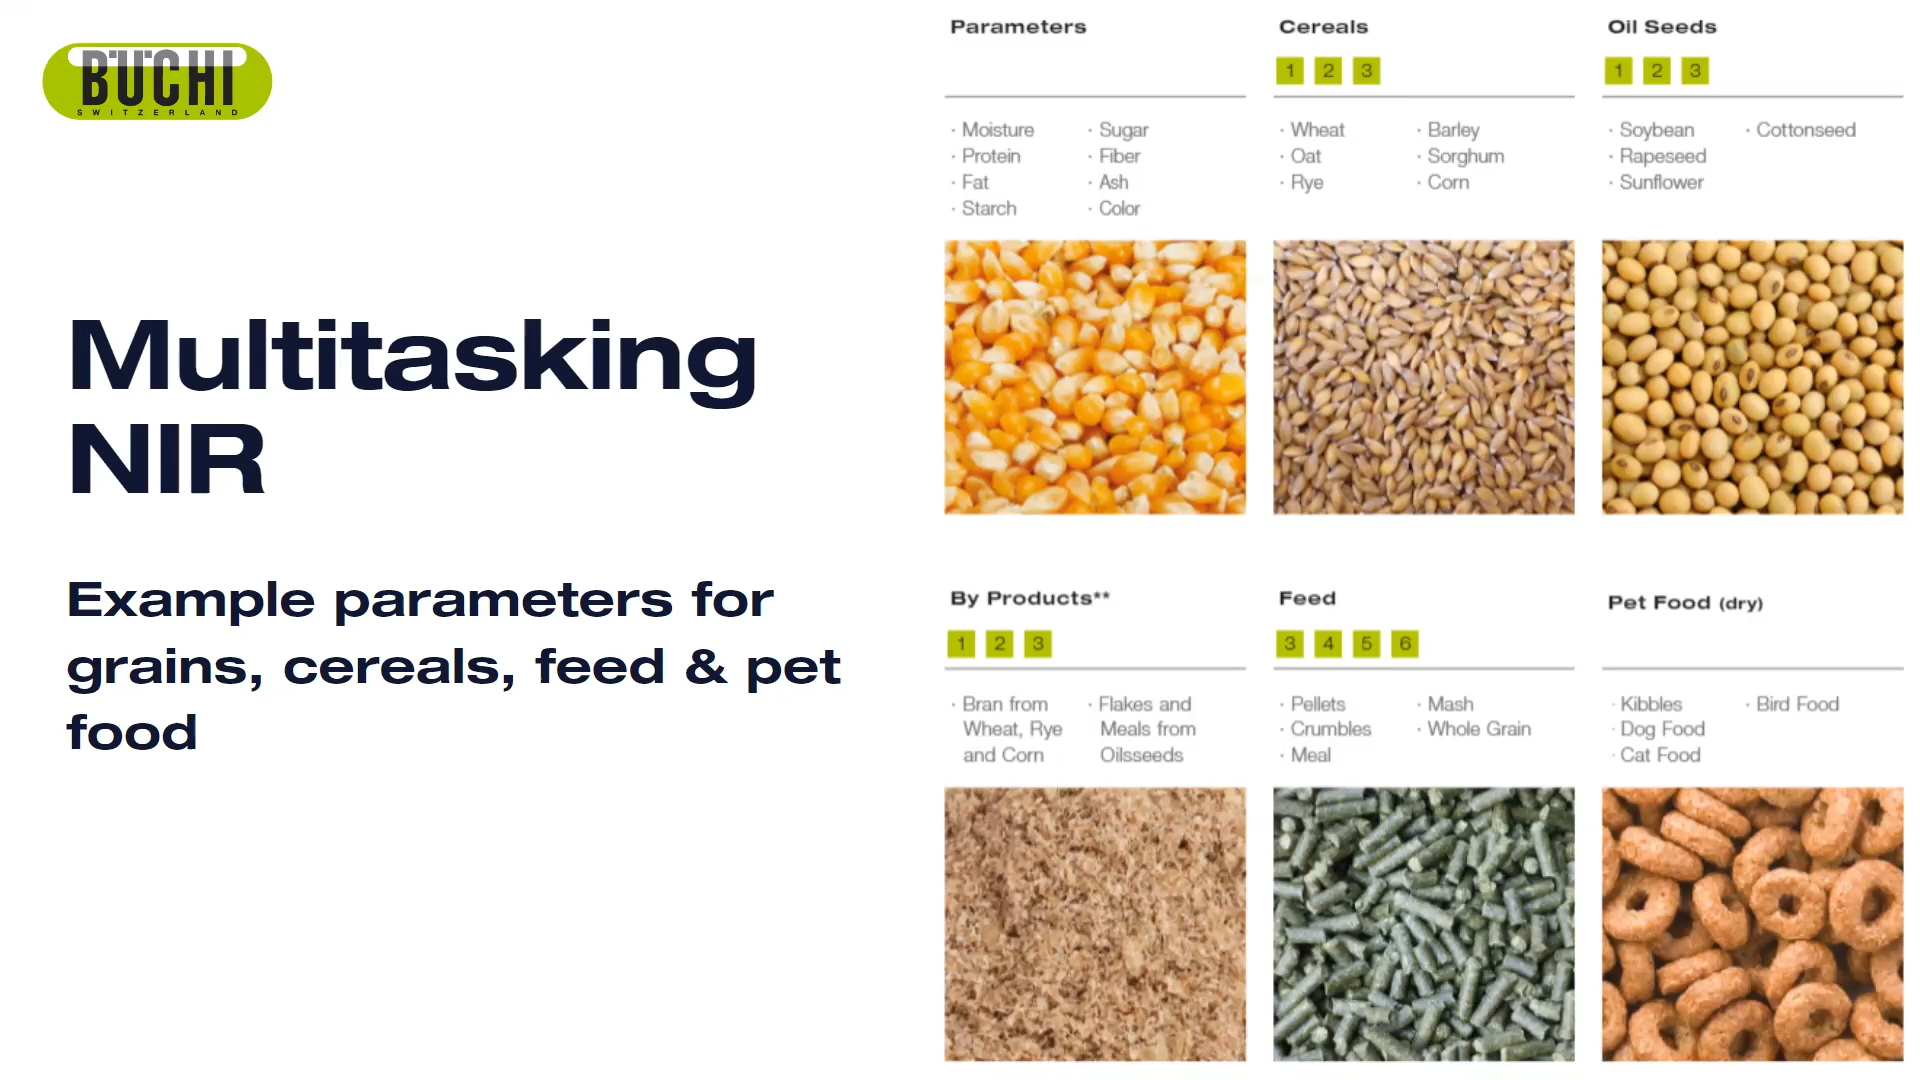 BÜCHI
SWITZERLAND
Multitasking
NIR
Example parameters for
grains, cereals, feed & pet
food
Parameters
· Moisture
· Protein
· Fat
· Starch
· Sugar
· Fiber
· Ash
· Color
Cereals
1 2 3
· Wheat
· Oat
· Rye
· Barley
· Sorghum
· Corn
Oil Seeds
1 2 3
· Soybean
· Rapeseed
· Sunflower
· Cottonseed
By Products**
1 2 3
· Bran from
Wheat, Rye
and Corn
· Flakes and
Meals from
Oilsseeds
Feed
3 4 5 6
· Pellets
· Crumbles
· Meal
· Mash
· Whole Grain
Pet Food (dry)
· Kibbles
· Dog Food
· Cat Food
· Bird Food